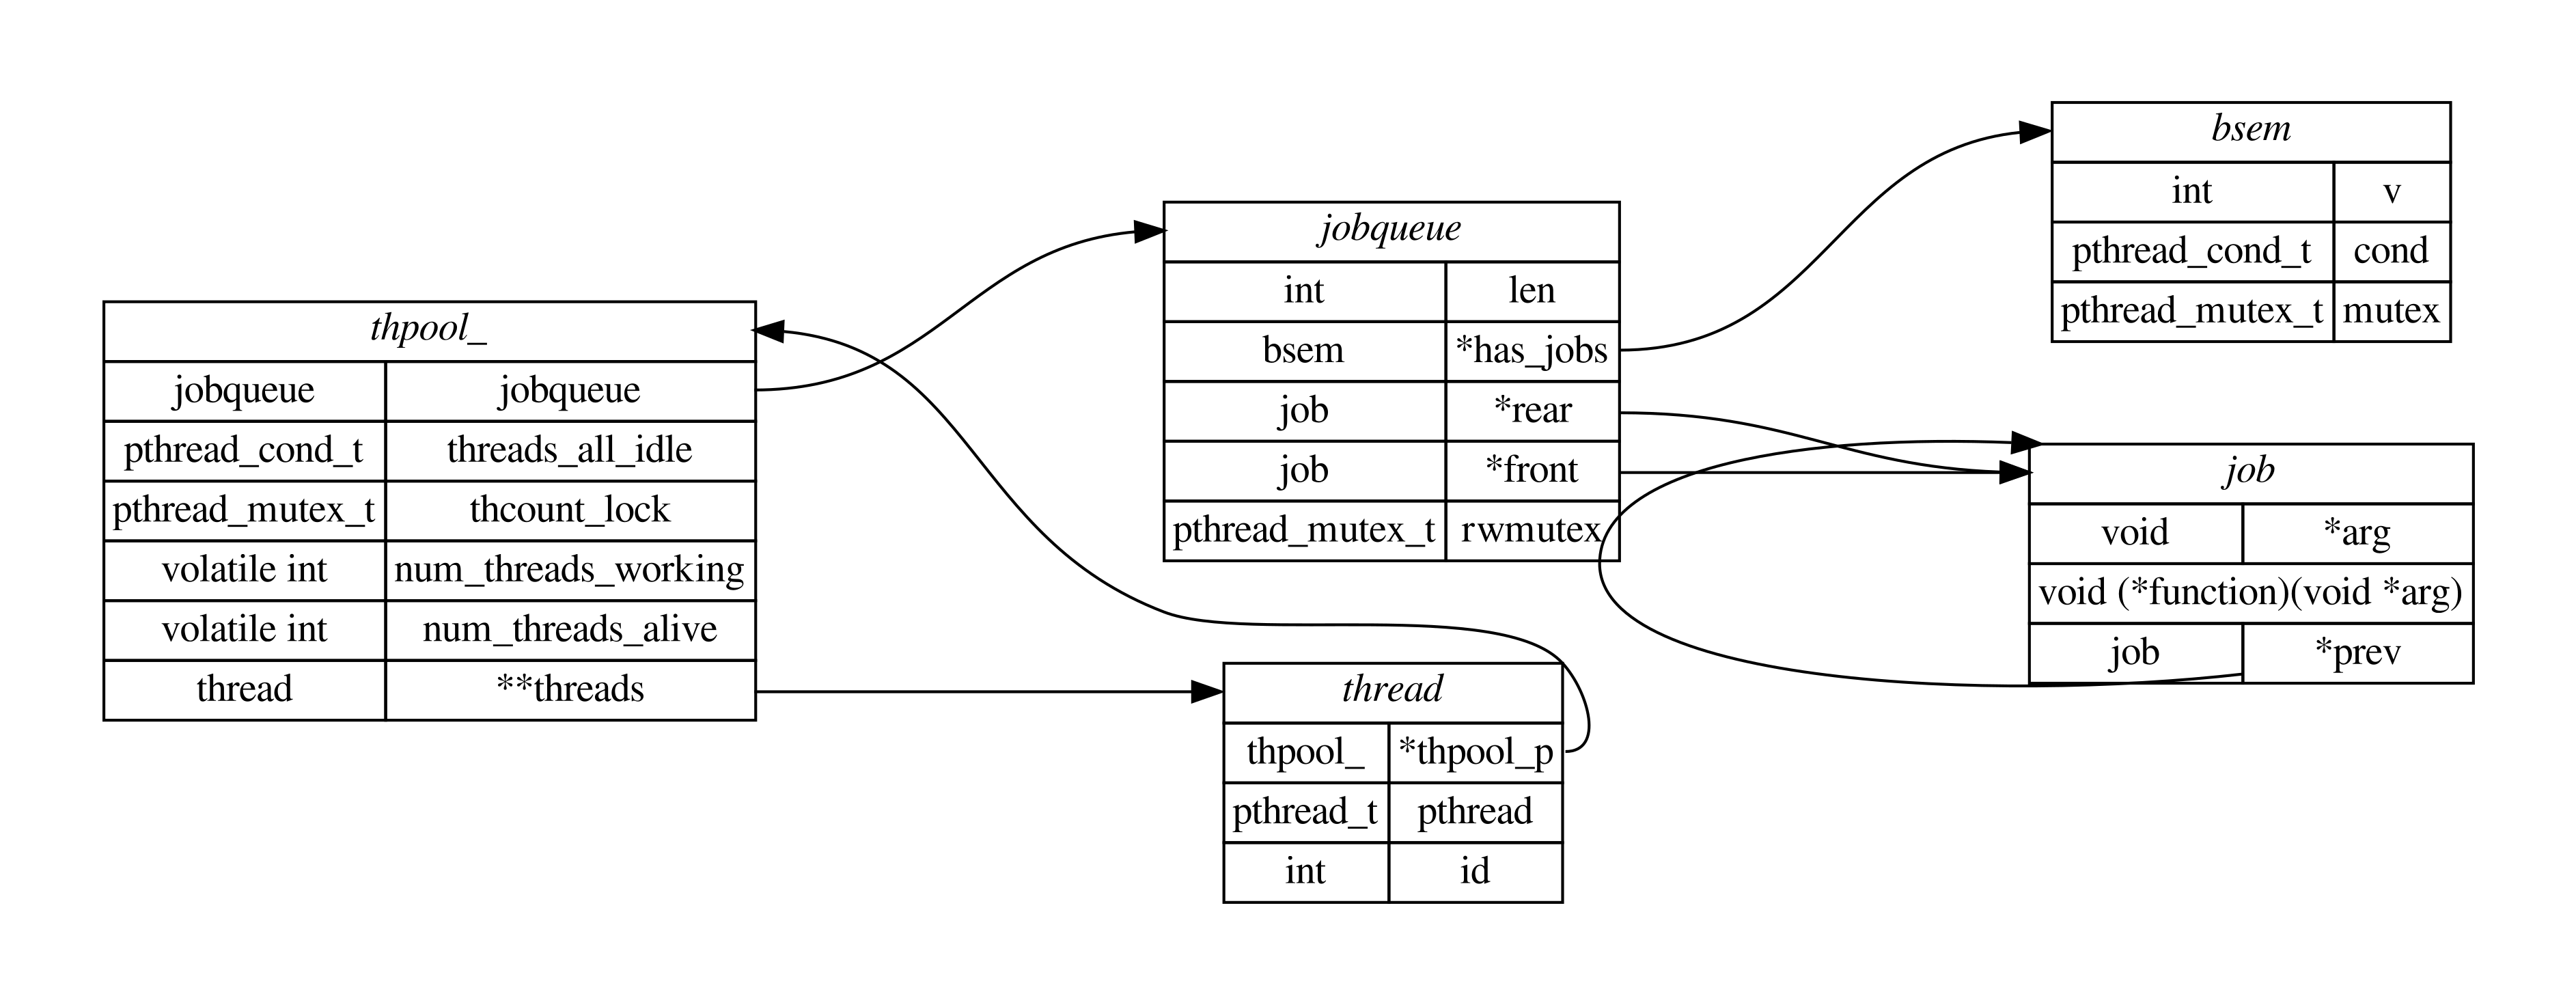 thpool_
jobqueue jobqueue
pthread_cond_t threads_all_idle
pthread_mutex_t thcount_lock
volatile int num_threads_working
volatile int num_threads_alive
thread **threads
jobqueue
int len
bsem *has_jobs
job *rear
job *front
pthread_mutex_t rwmutex
thread
thpool_ *thpool_p
pthread_t pthread
int id
bsem
int v
pthread_cond_t cond
pthread_mutex_t mutex
job
void *arg
void (*function)(void *arg)
job *prev